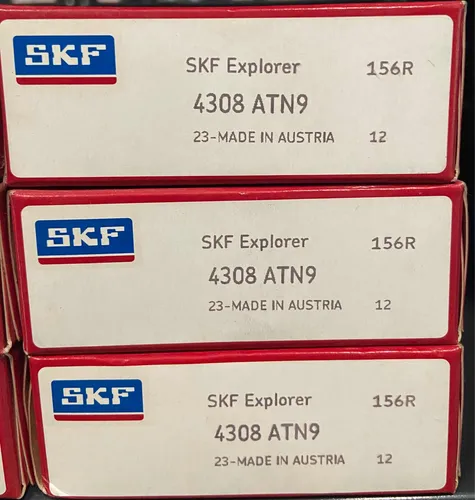 SKF
SKF Explorer 156R
4308 ATN9
23-MADE IN AUSTRIA 12
SKF
SKF Explorer 156R
4308 ATN9
23-MADE IN AUSTRIA 12
SKF
SKF Explorer 156R
4308 ATN9
23-MADE IN AUSTRIA 12